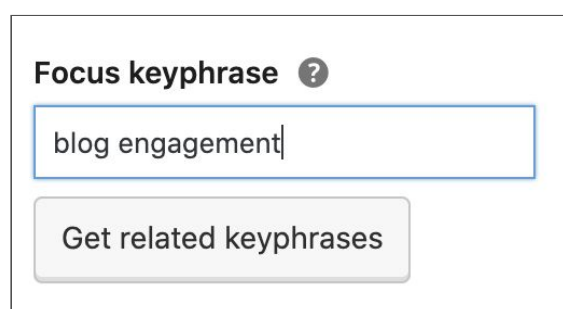 Focus keyphrase ?
blog engagement
Get related keyphrases